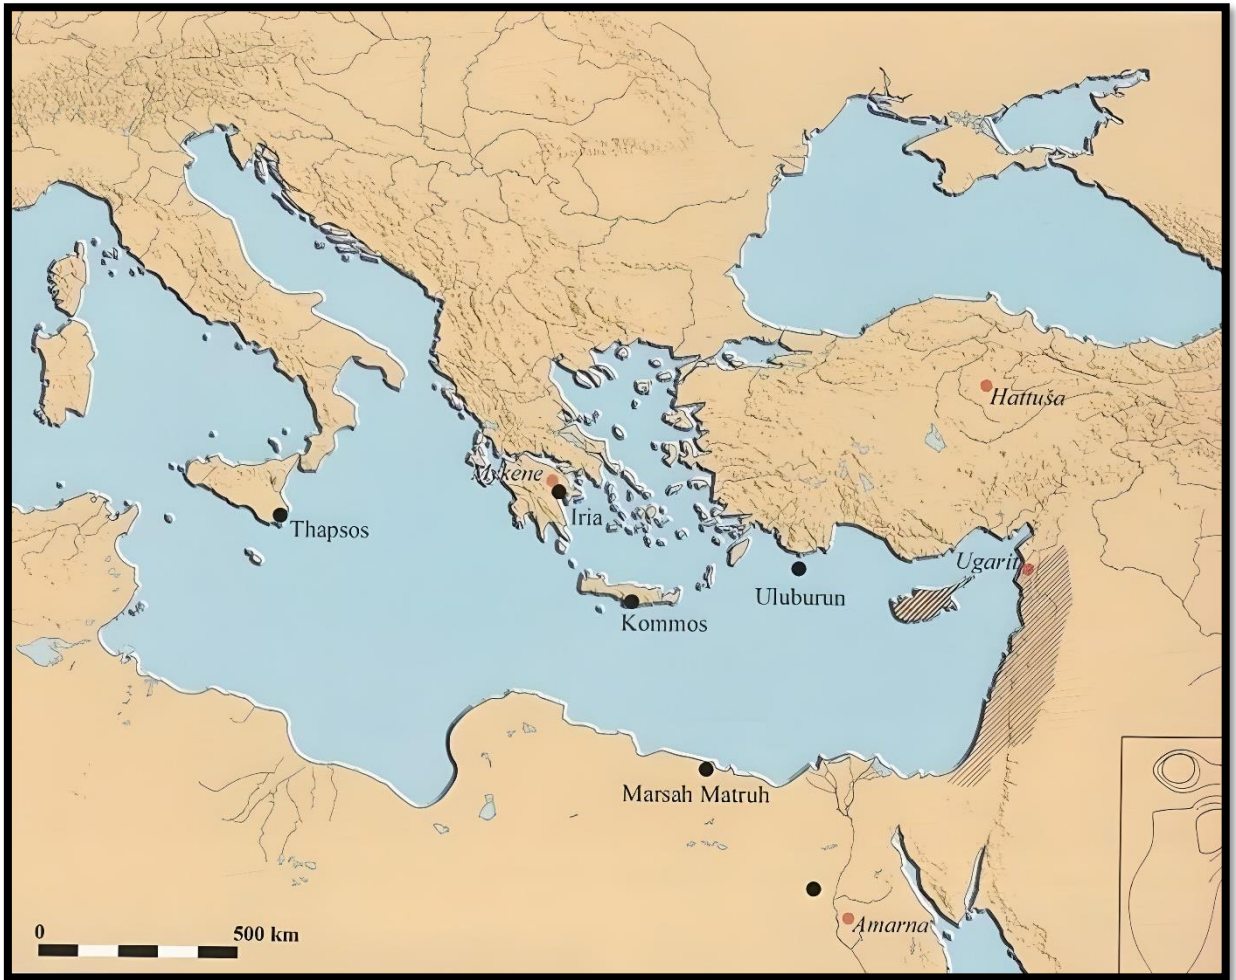 Hattuša
Mykene
Iria
Thapsos
Ugarit
Uluburun
Kommos
Marsah Matruh
Amarna
0 500 km